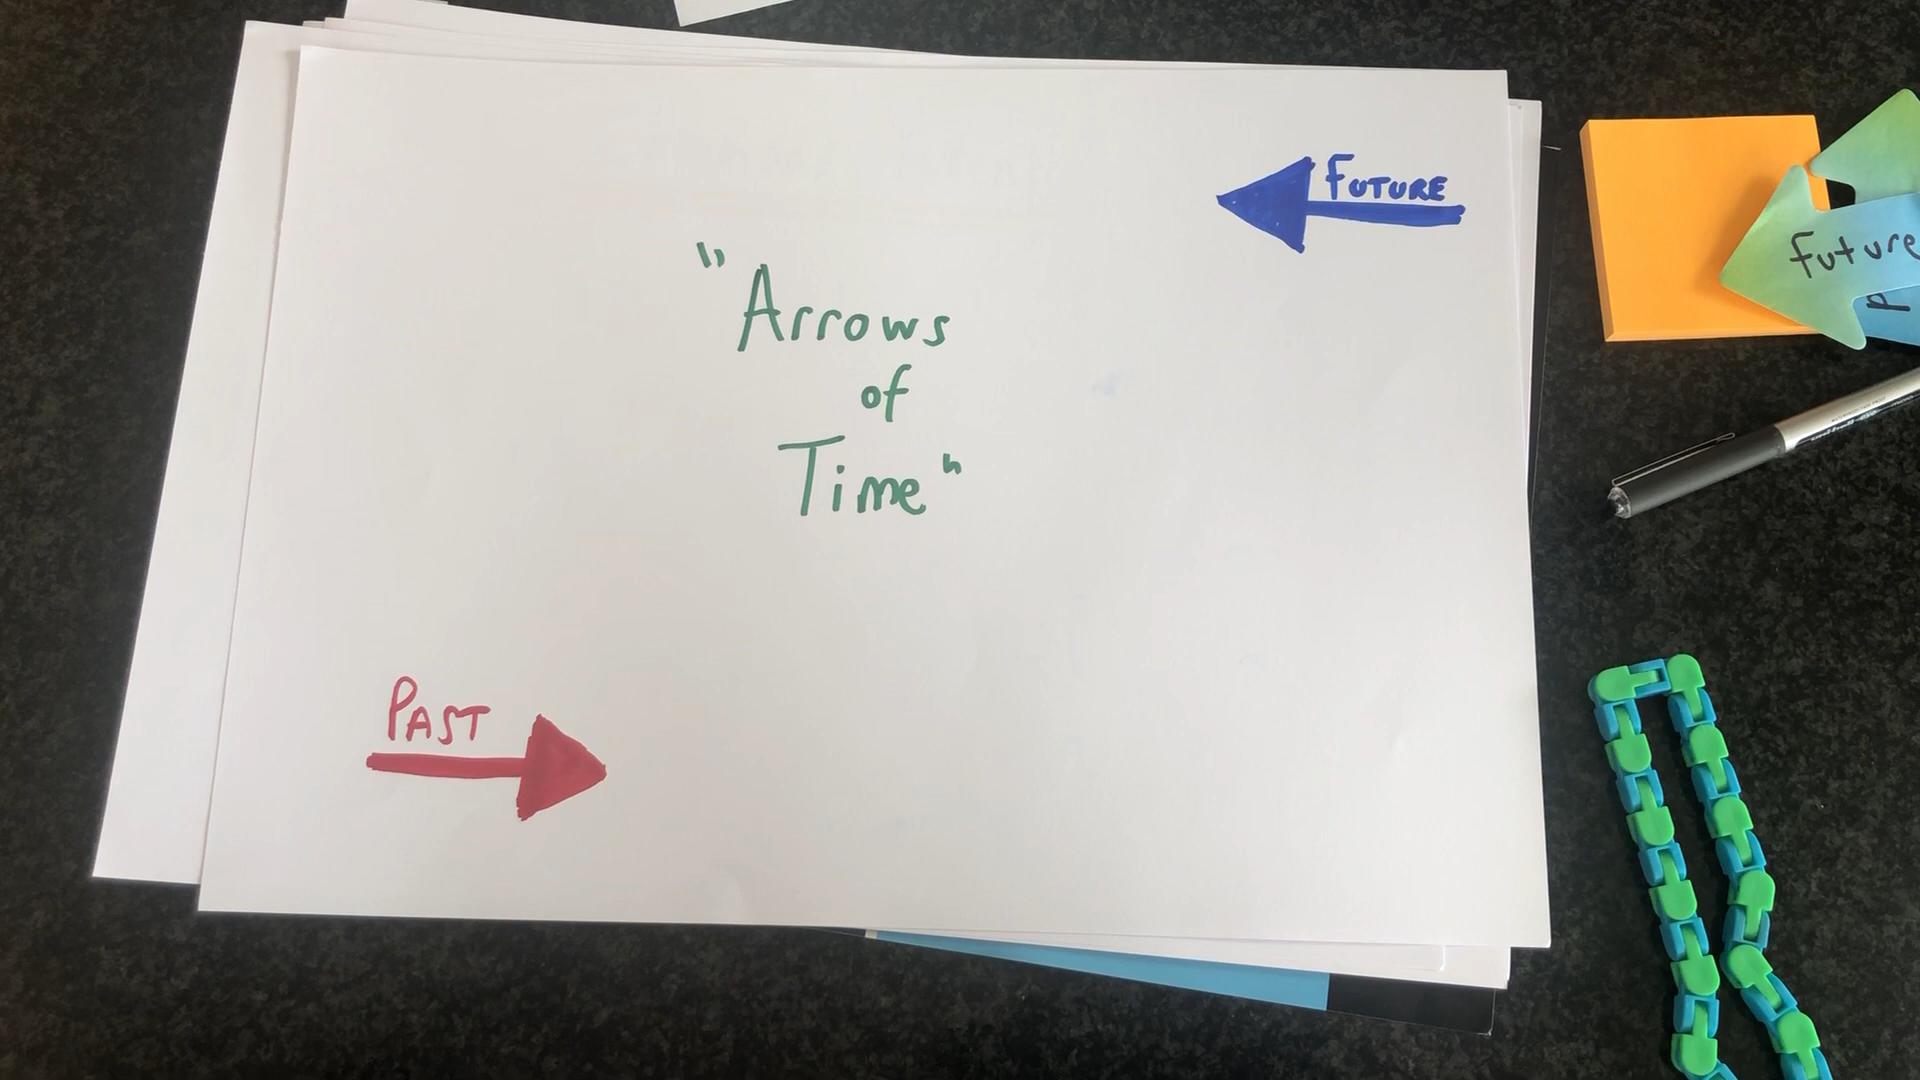 FUTURE
"Arrows
of
Time"
PAST
future